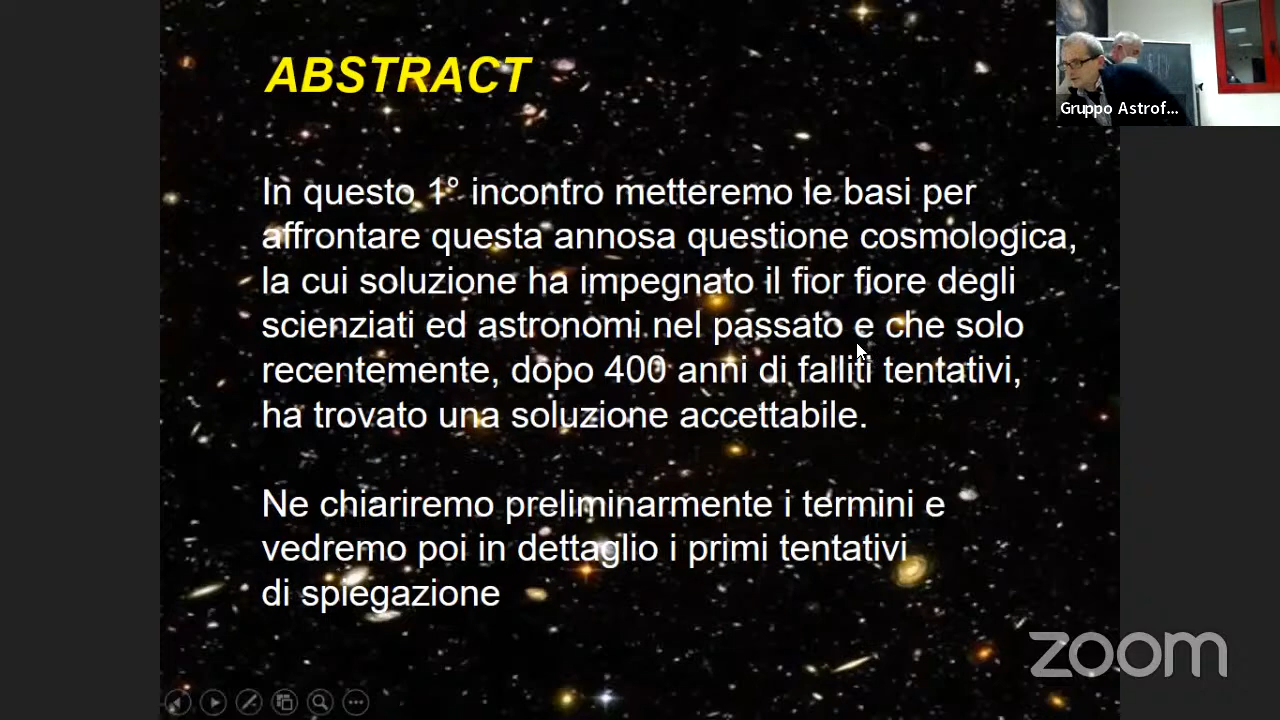 ABSTRACT
In questo 1° incontro metteremo le basi per
affrontare questa annosa questione cosmologica,
la cui soluzione ha impegnato il fior fiore degli
scienziati ed astronomi nel passato e che solo
recentemente, dopo 400 anni di falliti tentativi,
ha trovato una soluzione accettabile.
Ne chiariremo preliminarmente i termini e
vedremo poi in dettaglio i primi tentativi
di spiegazione
Gruppo Astrof...
zoom